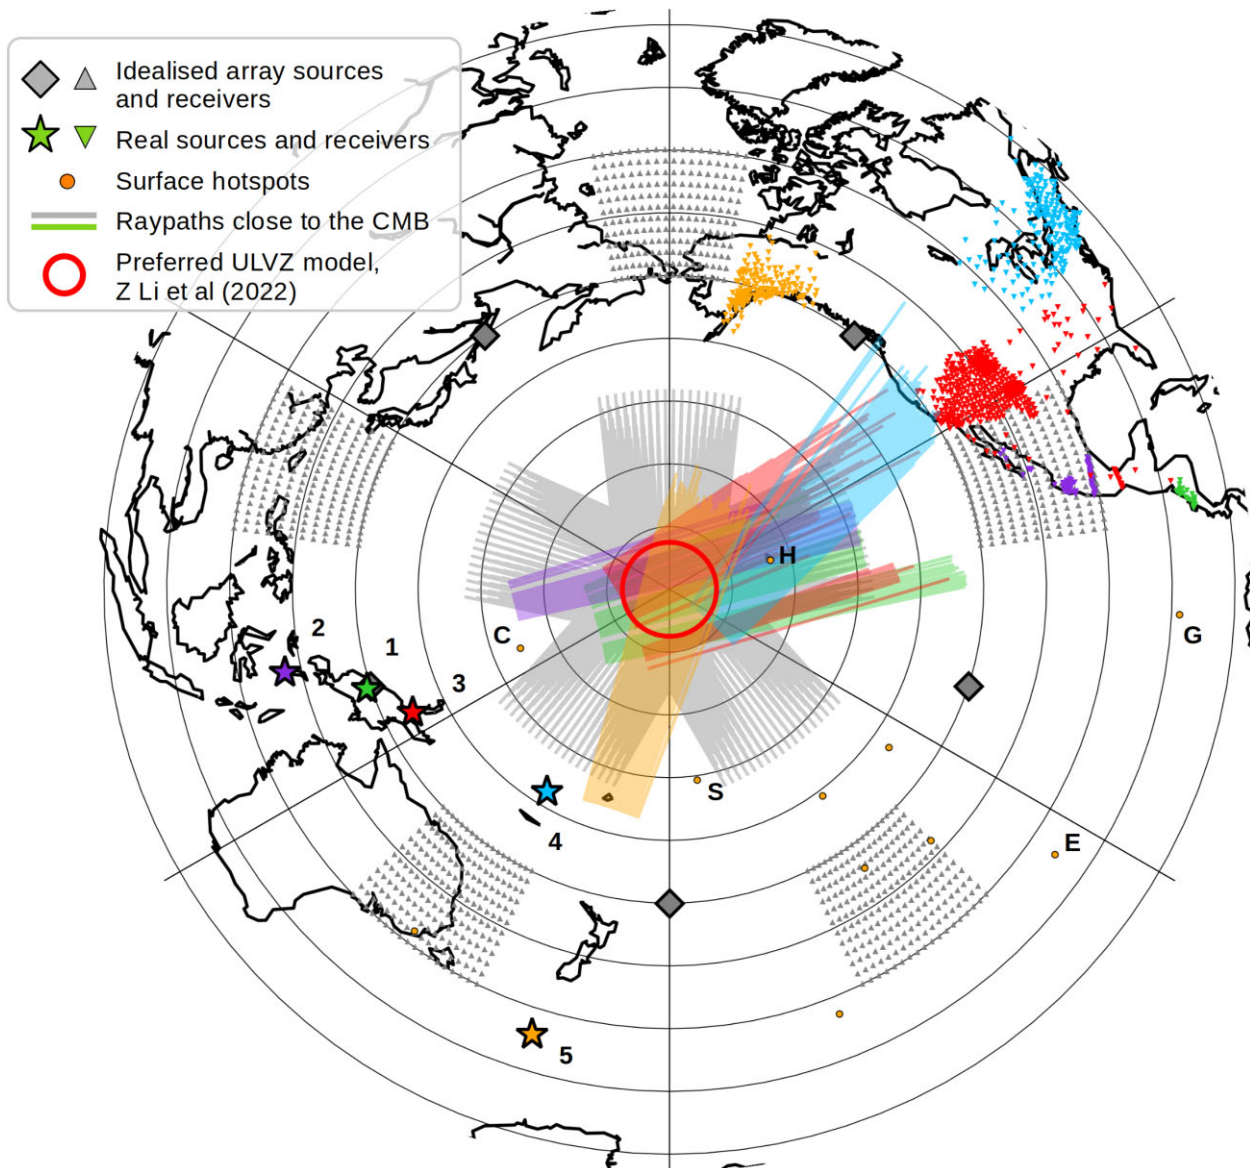 Idealised array sources
and receivers
Real sources and receivers
Surface hotspots
Raypaths close to the CMB
Preferred ULVZ model,
Z Li et al (2022)
H
G
2
C
1
3
S
E
4
5